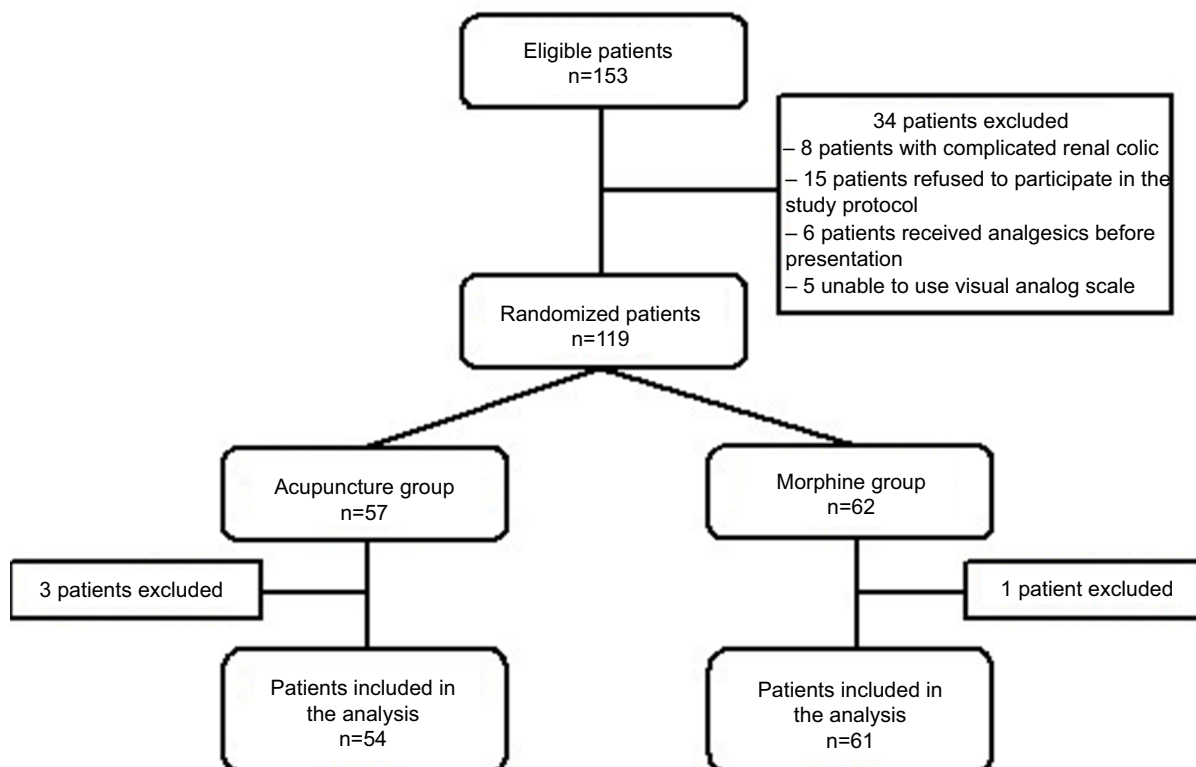 Eligible patients
n=153
34 patients excluded
– 8 patients with complicated renal colic
– 15 patients refused to participate in the
study protocol
– 6 patients received analgesics before
presentation
– 5 unable to use visual analog scale
Randomized patients
n=119
Acupuncture group
n=57
Morphine group
n=62
3 patients excluded
1 patient excluded
Patients included in
the analysis
n=54
Patients included in
the analysis
n=61